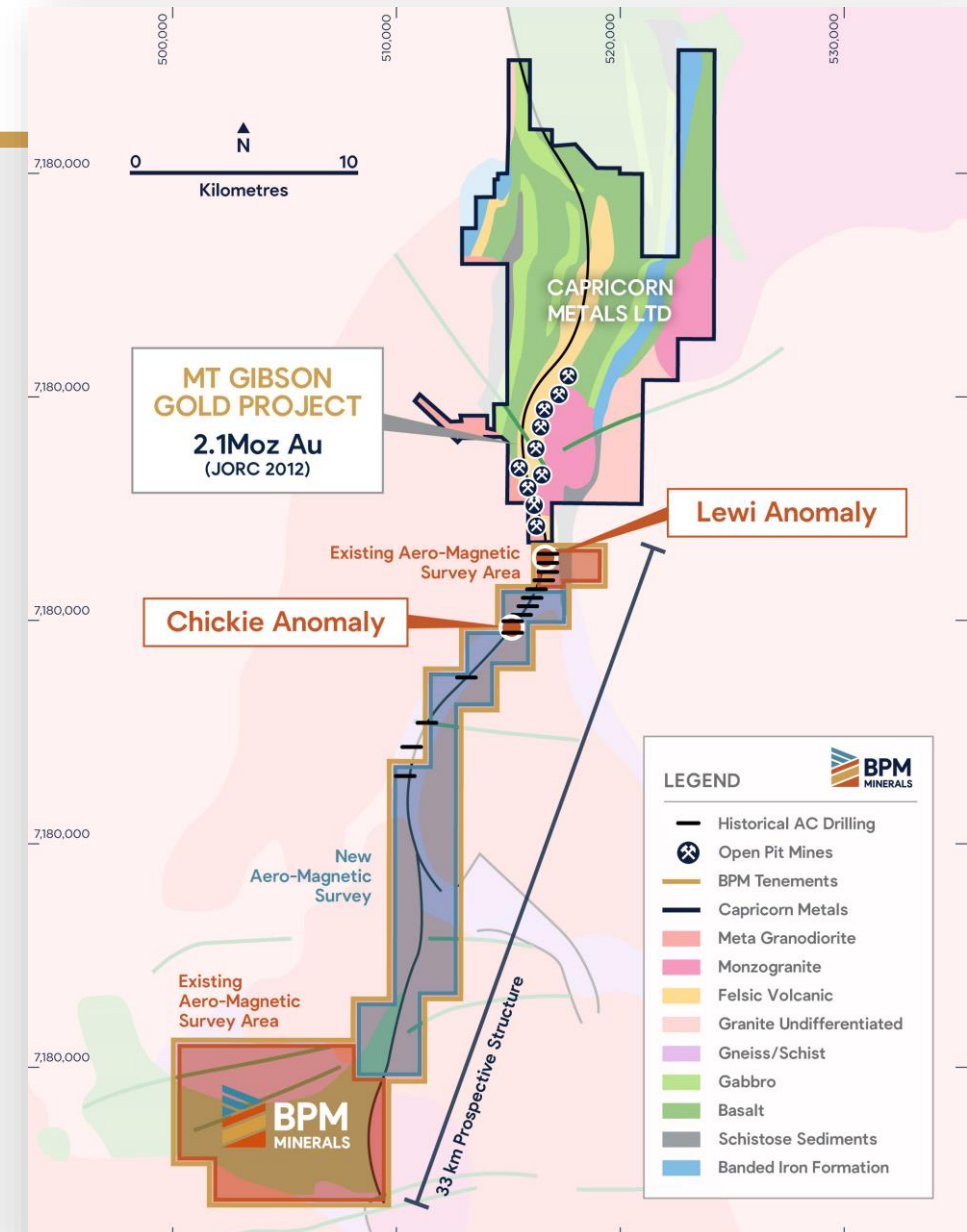 500,000
510,000
520,000
530,000
N
0
10
Kilometres
7,180,000
CAPRICORN
METALS LTD
7,180,000
MT GIBSON
GOLD PROJECT
2.1Moz Au
(JORC 2012)
Lewi Anomaly
Existing Aero-Magnetic
Survey Area
Chickie Anomaly
7,180,000
7,180,000
New
Aero-Magnetic
Survey
33 km Prospective Structure
Existing
Aero-Magnetic
Survey Area
7,180,000
BPM
MINERALS
LEGEND
BPM
MINERALS
Historical AC Drilling
Open Pit Mines
BPM Tenements
Capricorn Metals
Meta Granodiorite
Monzogranite
Felsic Volcanic
Granite Undifferentiated
Gneiss/Schist
Gabbro
Basalt
Schistose Sediments
Banded Iron Formation